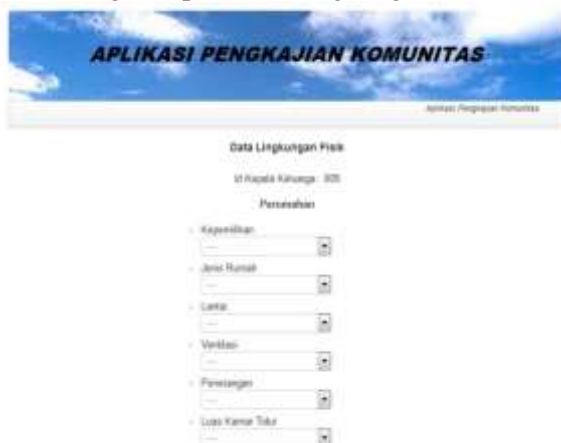 APLIKASI PENGKAJIAN KOMUNITAS
Aplikasi Pengkajian Komunitas
Data Lingkungan Fisik
Id Kepala Keluarga :
Perumahan
- Kepemilikan
---
- Jenis Rumah
---
- Lantai
---
- Ventilasi
---
- Penerangan
---
- Luas Kamar Tidur
---